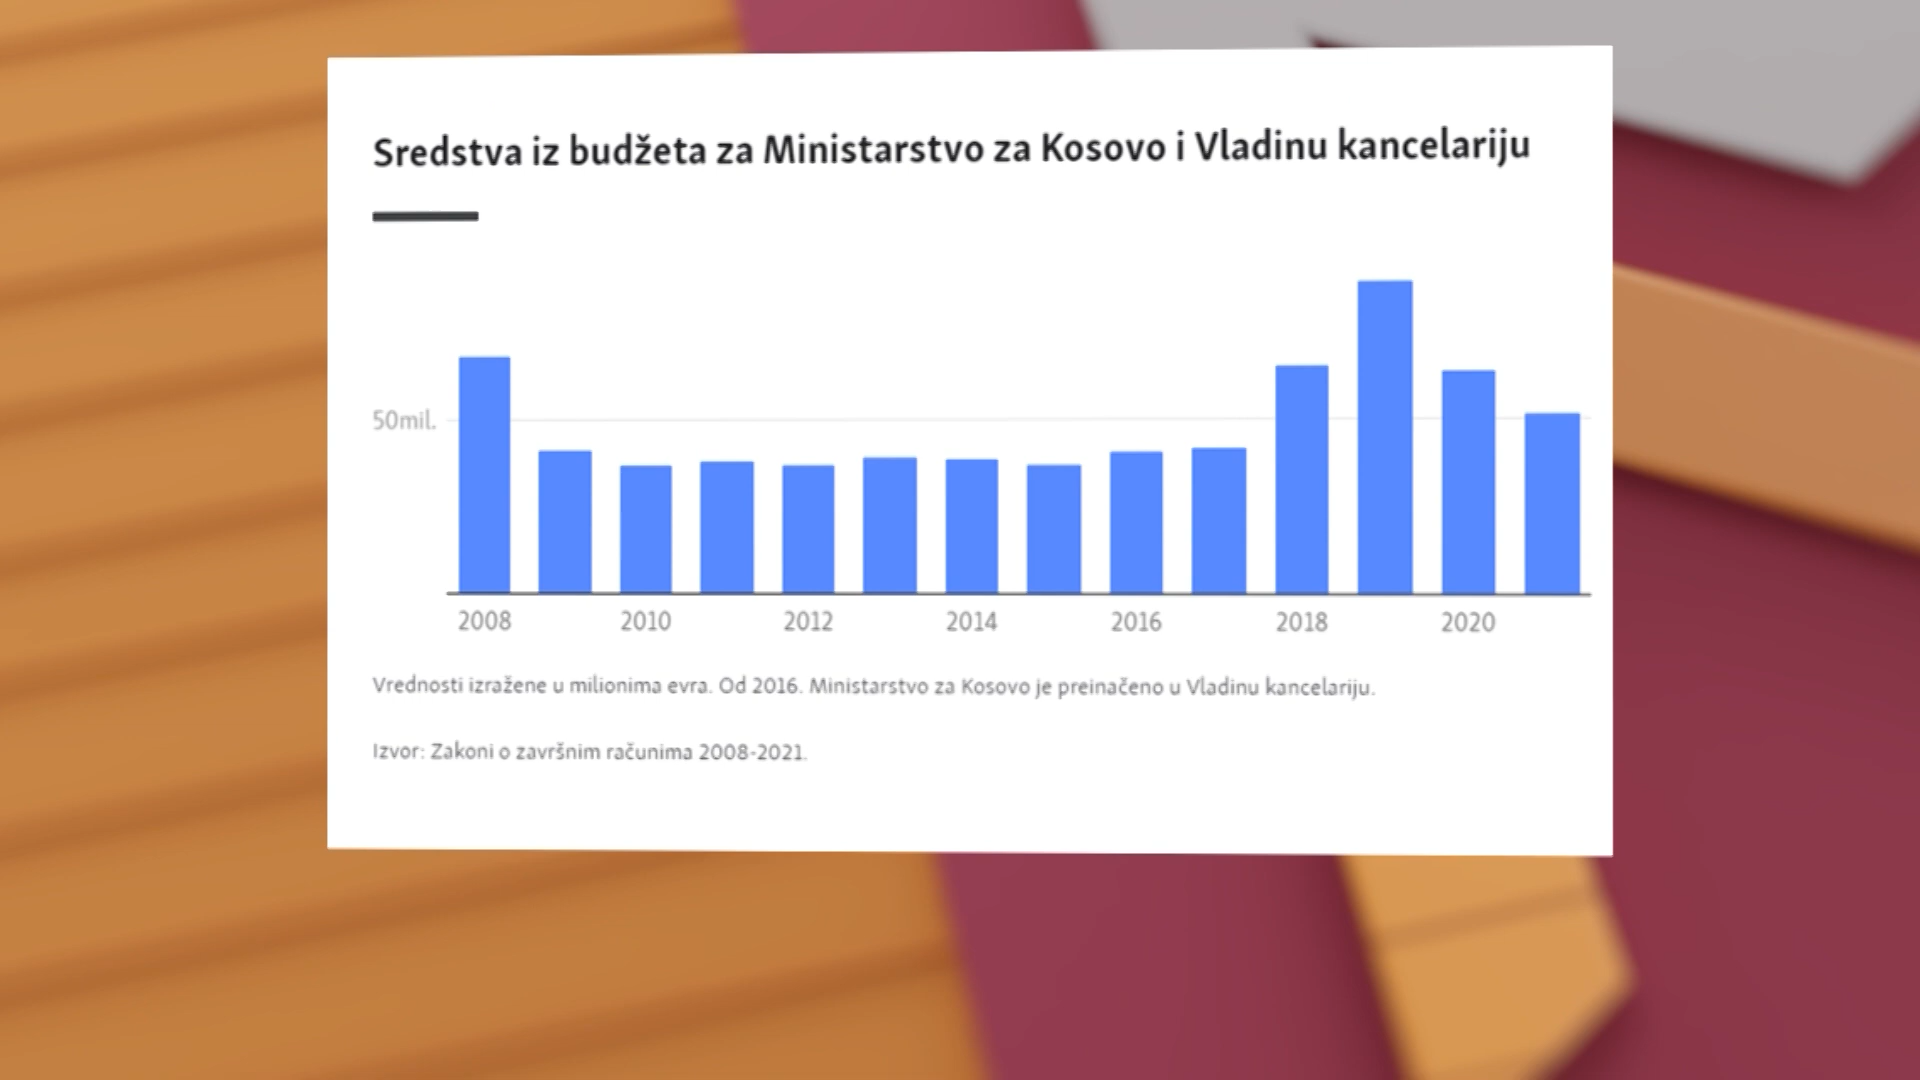 Sredstva iz budžeta za Ministarstvo za Kosovo i Vladinu kancelariju
50mil.
2008 2010 2012 2014 2016 2018 2020
Vrednosti izražene u milionima evra. Od 2016. Ministarstvo za Kosovo je preinačeno u Vladinu kancelariju.
Izvor: Zakoni o završnim računima 2008-2021.